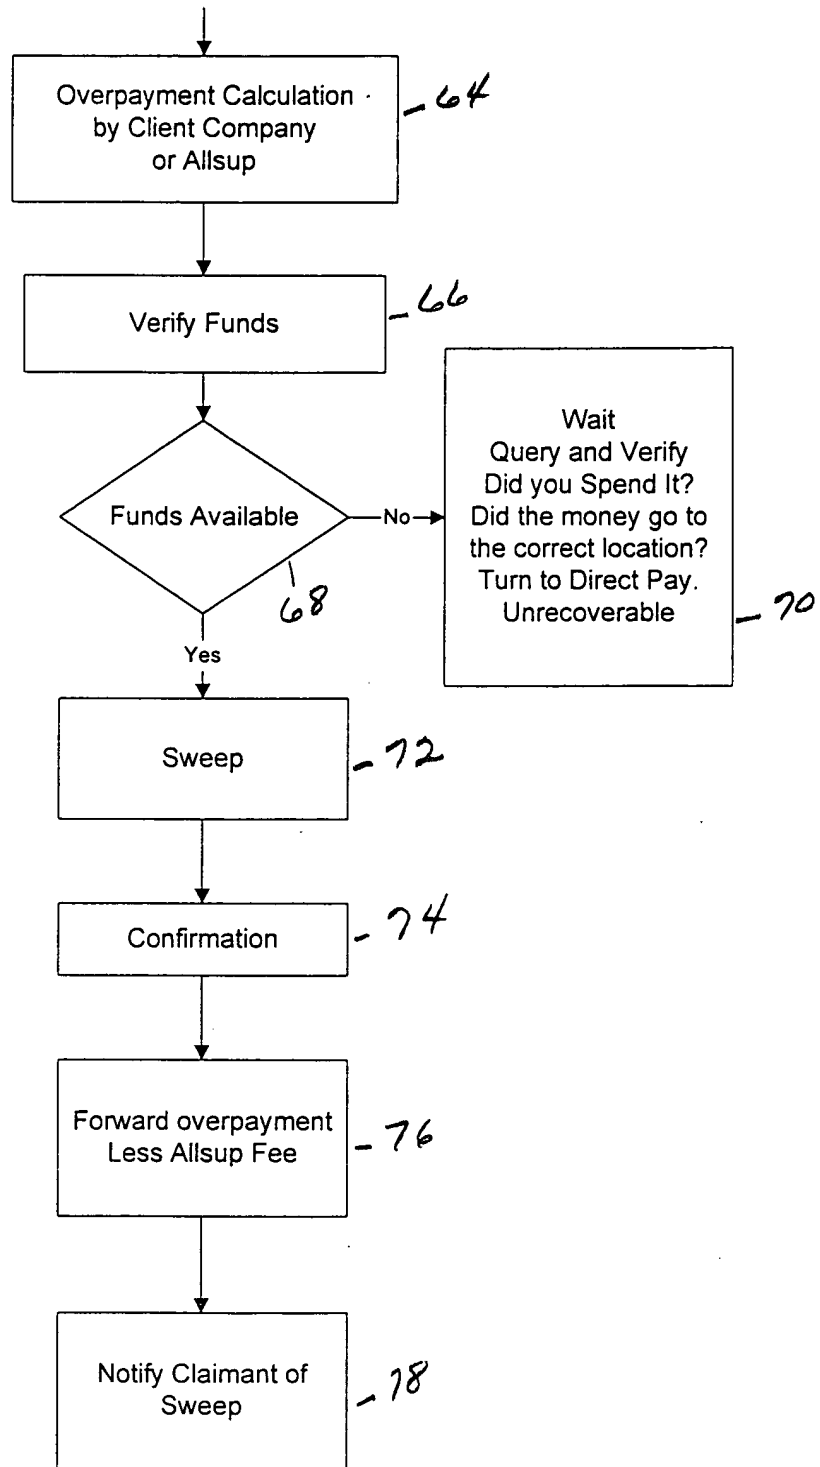 Overpayment Calculation
by Client Company
or Allsup
64
Verify Funds
66
Funds Available
68
No
Wait
Query and Verify
Did you Spend It?
Did the money go to
the correct location?
Turn to Direct Pay.
Unrecoverable
70
Yes
Sweep
72
Confirmation
74
Forward overpayment
Less Allsup Fee
76
Notify Claimant of
Sweep
78